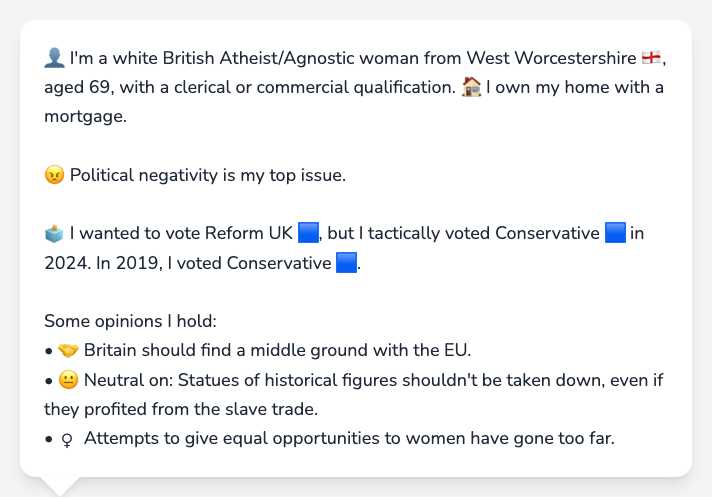 👤 I'm a white British Atheist/Agnostic woman from West Worcestershire 🏴󠁧󠁢󠁥󠁮󠁧󠁿,
aged 69, with a clerical or commercial qualification. 🏠 I own my home with a
mortgage.
😠 Political negativity is my top issue.
🗳️ I wanted to vote Reform UK 🟦, but I tactically voted Conservative 🟦 in
2024. In 2019, I voted Conservative 🟦.
Some opinions I hold:
• 🤝 Britain should find a middle ground with the EU.
• 😐 Neutral on: Statues of historical figures shouldn't be taken down, even if
they profited from the slave trade.
• ♀ Attempts to give equal opportunities to women have gone too far.